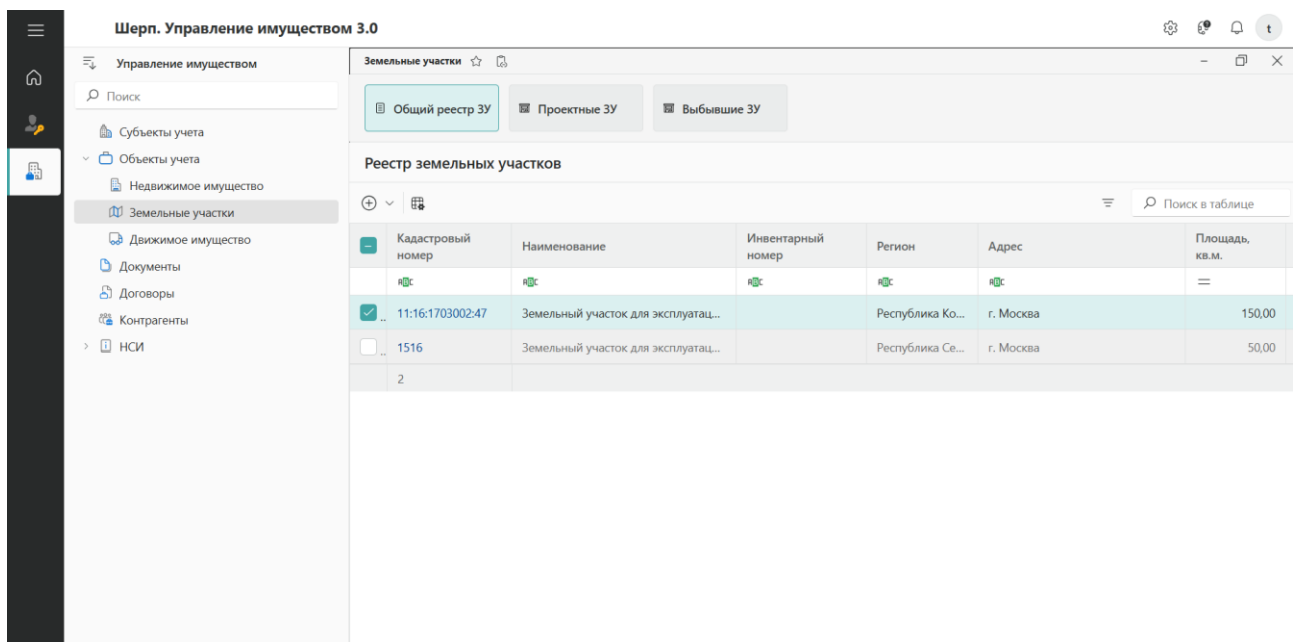 Шерп. Управление имуществом 3.0
t
Управление имуществом
Поиск
Субъекты учета
Объекты учета
Недвижимое имущество
Земельные участки
Движимое имущество
Документы
Договоры
Контрагенты
НСИ
Земельные участки
Общий реестр ЗУ
Проектные ЗУ
Выбывшие ЗУ
Реестр земельных участков
Поиск в таблице
Кадастровый
номер
Наименование
Инвентарный
номер
Регион
Адрес
Площадь,
кв.м.
11:16:1703002:47 Земельный участок для эксплуатац... Республика Ко... г. Москва 150,00
1516 Земельный участок для эксплуатац... Республика Се... г. Москва 50,00
2